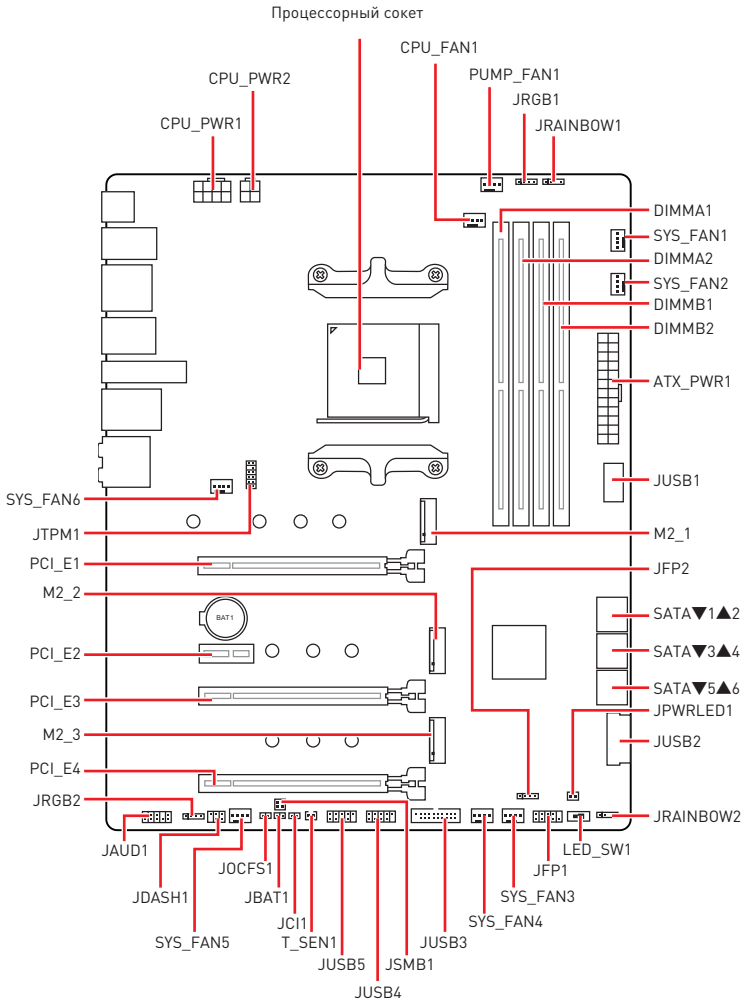 Процессорный сокет
CPU_FAN1
PUMP_FAN1
CPU_PWR2
JRGB1
CPU_PWR1
JRAINBOW1
DIMMA1
SYS_FAN1
DIMMA2
SYS_FAN2
DIMMB1
DIMMB2
ATX_PWR1
JUSB1
SYS_FAN6
JTPM1
M2_1
PCI_E1
JFP2
M2_2
SATA▼1▲2
BAT1
PCI_E2
SATA▼3▲4
SATA▼5▲6
PCI_E3
JPWRLED1
M2_3
JUSB2
PCI_E4
JRGB2
JRAINBOW2
JAUD1
JOCFS1
LED_SW1
JDASH1
JBAT1
JFP1
JCI1
SYS_FAN3
SYS_FAN5
T_SEN1
JUSB3
SYS_FAN4
JUSB5
JSMB1
JUSB4